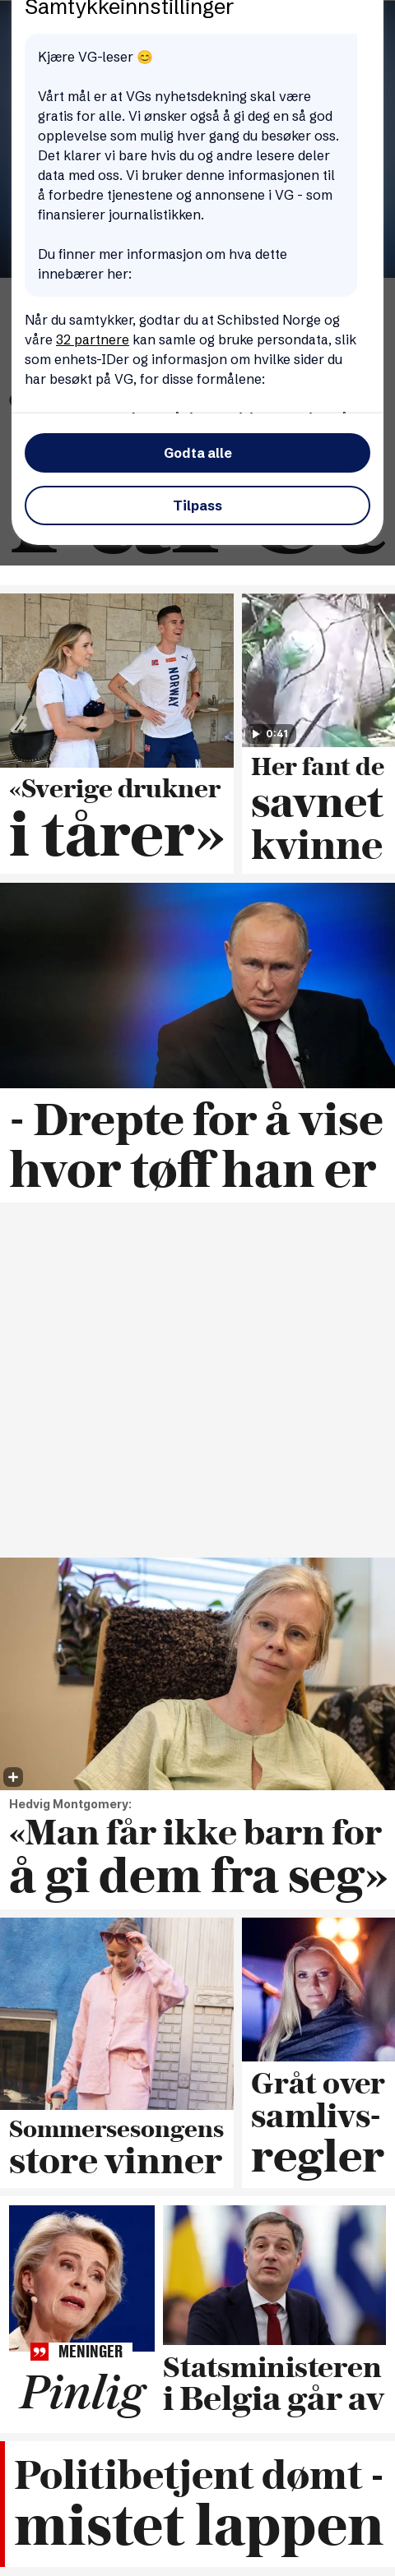 Samtykkeinnstillinger
Kjære VG-leser 😊
Vårt mål er at VGs nyhetsdekning skal være
gratis for alle. Vi ønsker også å gi deg en så god
opplevelse som mulig hver gang du besøker oss.
Det klarer vi bare hvis du og andre lesere deler
data med oss. Vi bruker denne informasjonen til
å forbedre tjenestene og annonsene i VG - som
finansierer journalistikken.
Du finner mer informasjon om hva dette
innebærer her:
Når du samtykker, godtar du at Schibsted Norge og
våre 32 partnere kan samle og bruke persondata, slik
som enhets-IDer og informasjon om hvilke sider du
har besøkt på VG, for disse formålene:
Godta alle
Tilpass
NORWAY
«Sverige drukner
i tårer»
0:41
Her fant de
savnet
kvinne
- Drepte for å vise
hvor tøff han er
Hedvig Montgomery:
«Man får ikke barn for
å gi dem fra seg»
Sommersesongens
store vinner
Gråt over
samlivs-
regler
MENINGER
Pinlig
Statsministeren
i Belgia går av
Politibetjent dømt -
mistet lappen